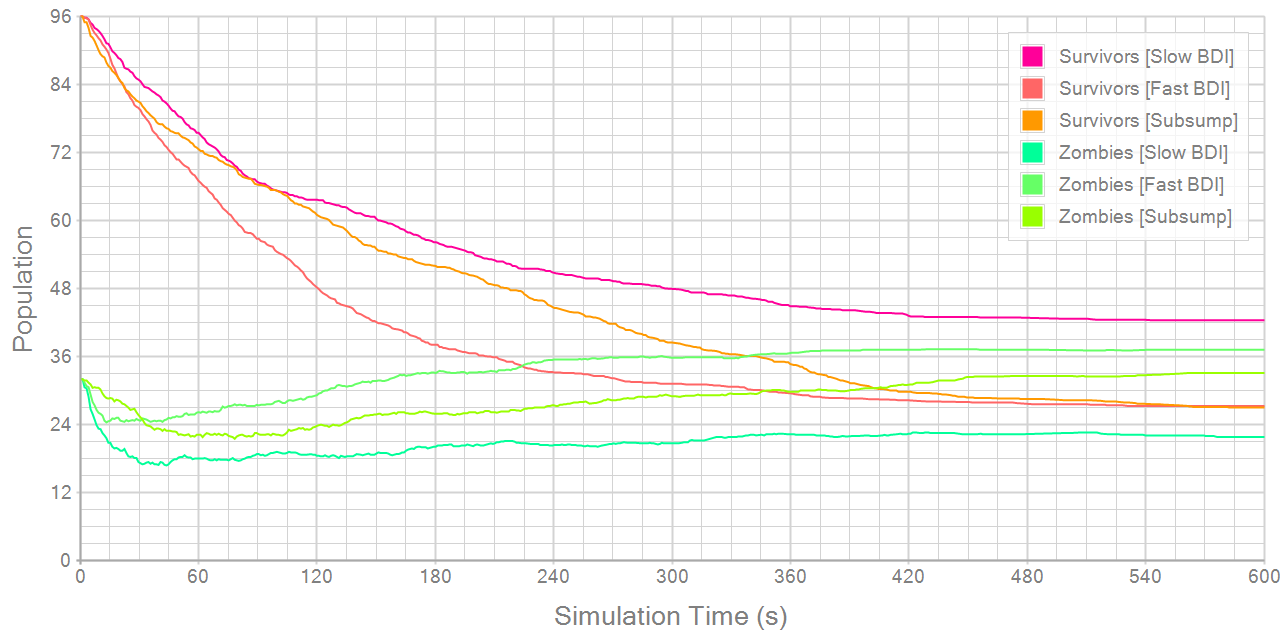 96
84
72
60
48
36
24
12
0
Population
0 60 120 180 240 300 360 420 480 540 600
Simulation Time (s)
Survivors [Slow BDI]
Survivors [Fast BDI]
Survivors [Subsump]
Zombies [Slow BDI]
Zombies [Fast BDI]
Zombies [Subsump]